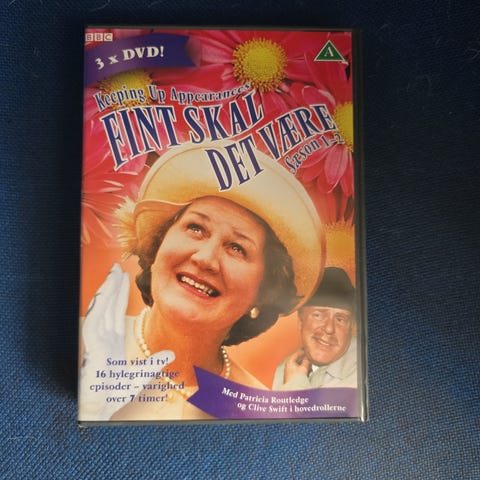 BBC
3 x DVD!
A
Keeping Up Appearances
FINT SKAL
DET VÆRE
Sæson 1-2
Som vist i tv!
16 hylegrinagtige
episoder - varighed
over 7 timer!
Med Patricia Routledge
og Clive Swift i hovedrollerne